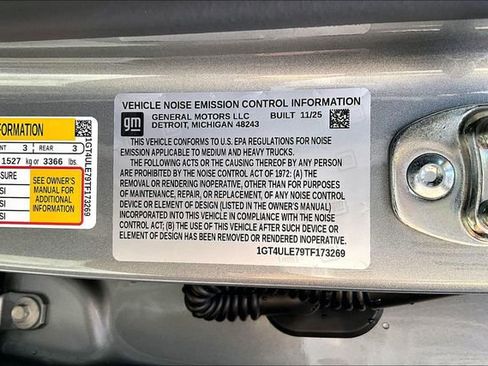 VEHICLE NOISE EMISSION CONTROL INFORMATION
gm
GENERAL MOTORS LLC BUILT 11/25
DETROIT, MICHIGAN 48243
THIS VEHICLE CONFORMS TO U.S. EPA REGULATIONS FOR NOISE
EMISSION APPLICABLE TO MEDIUM AND HEAVY TRUCKS.
THE FOLLOWING ACTS OR THE CAUSING THEREOF BY ANY PERSON
ARE PROHIBITED BY THE NOISE CONTROL ACT OF 1972: (A) THE
REMOVAL OR RENDERING INOPERATIVE, OTHER THAN FOR PURPOSES
OF MAINTENANCE, REPAIR, OR REPLACEMENT, OF ANY NOISE CONTROL
DEVICE OR ELEMENT OF DESIGN (LISTED IN THE OWNER'S MANUAL)
INCORPORATED INTO THIS VEHICLE IN COMPLIANCE WITH THE NOISE
CONTROL ACT; (B) THE USE OF THIS VEHICLE AFTER SUCH DEVICE OR
ELEMENT OF DESIGN HAS BEEN REMOVED OR RENDERED INOPERATIVE.
1GT4ULE79TF173269
FORMATION
NT 3 REAR 3
1527 kg or 3366 lbs.
SSURE
SI
SI
SI
SEE OWNER'S
MANUAL FOR
ADDITIONAL
INFORMATION
1GT4ULE79TF173269